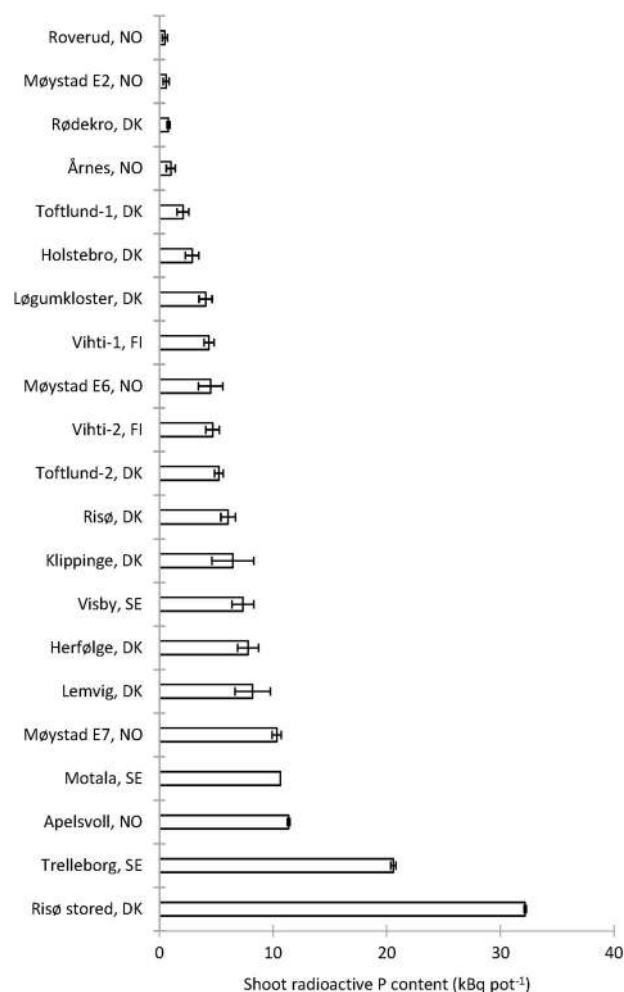 Roverud, NO
Møystad E2, NO
Rødekro, DK
Årnes, NO
Toftlund-1, DK
Holstebro, DK
Løgumkloster, DK
Vihti-1, FI
Møystad E6, NO
Vihti-2, FI
Toftlund-2, DK
Risø, DK
Klippinge, DK
Visby, SE
Herfølge, DK
Lemvig, DK
Møystad E7, NO
Motala, SE
Apelsvoll, NO
Trelleborg, SE
Risø stored, DK
0 10 20 30 40
Shoot radioactive P content (kBq pot⁻¹)